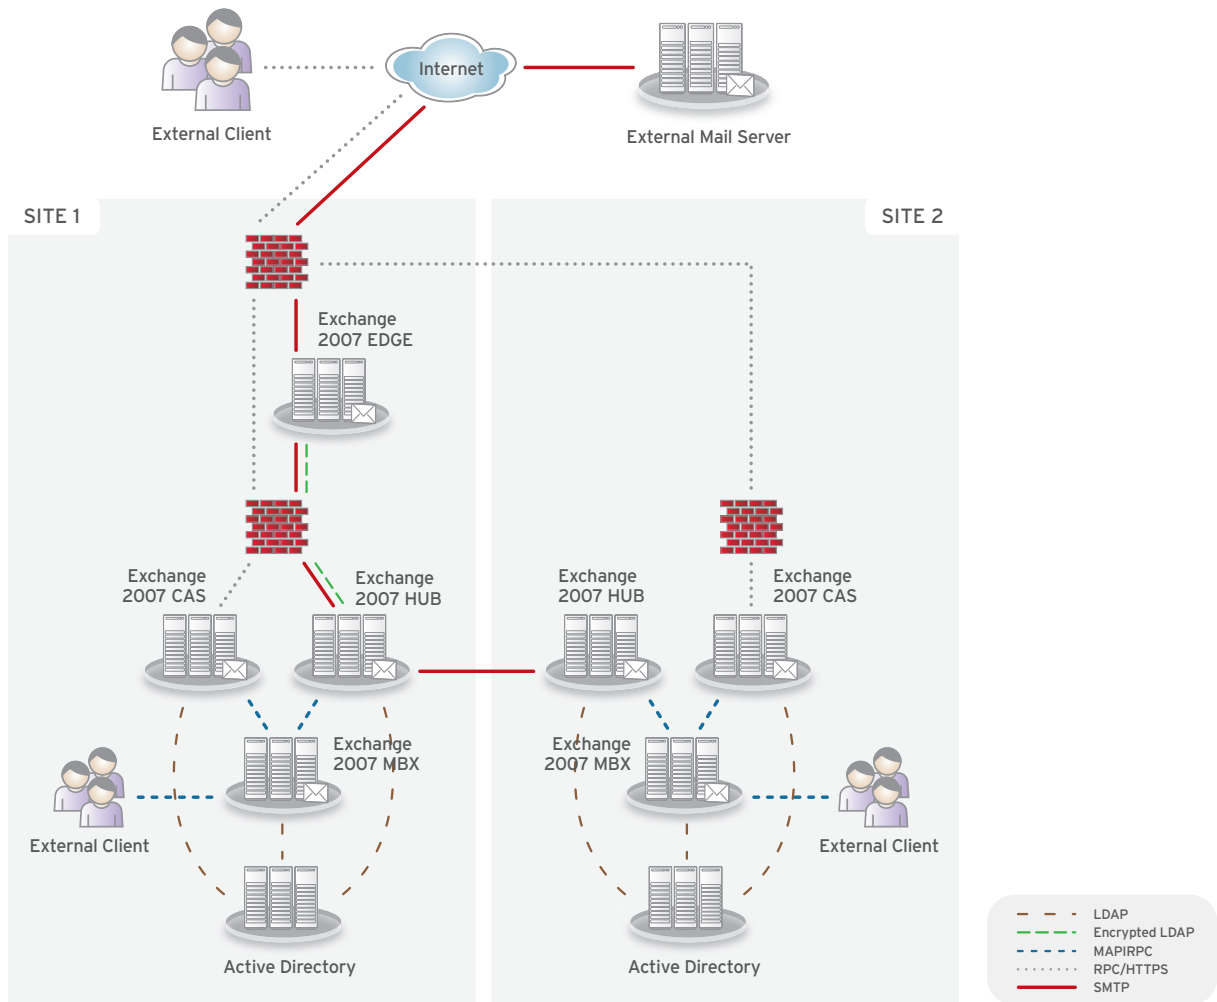 Internet
External Client
External Mail Server
SITE 1
SITE 2
Exchange
2007 EDGE
Exchange
2007 CAS
Exchange
2007 HUB
Exchange
2007 HUB
Exchange
2007 CAS
Exchange
2007 MBX
Exchange
2007 MBX
External Client
External Client
Active Directory
Active Directory
LDAP
Encrypted LDAP
MAPIRPC
RPC/HTTPS
SMTP